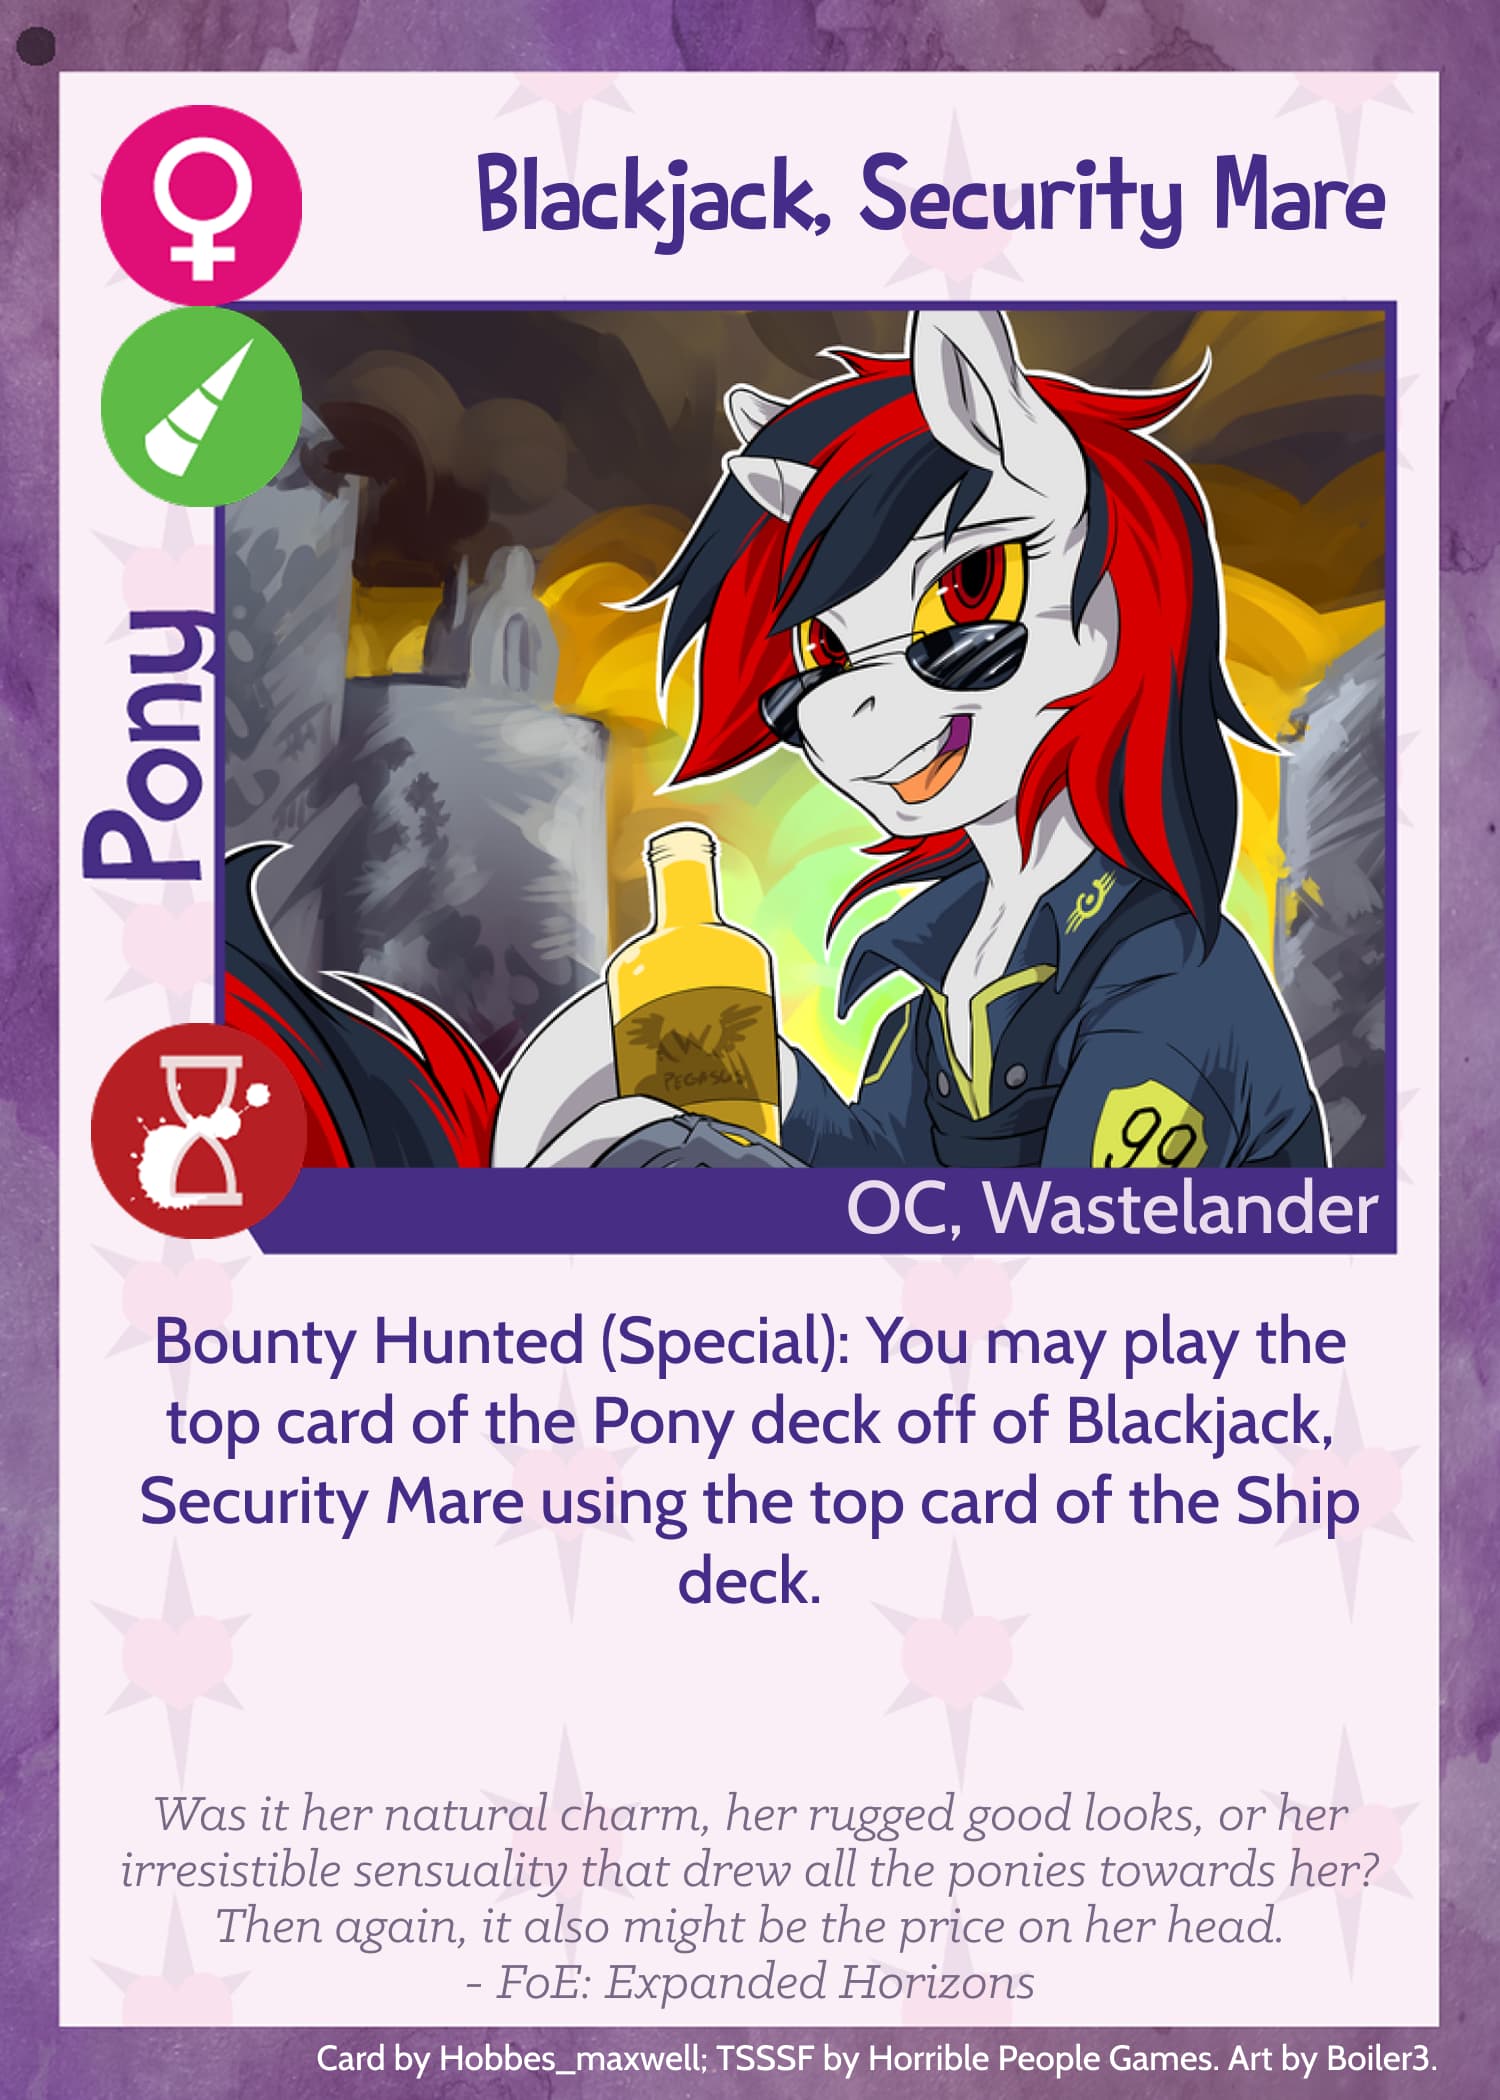 Blackjack, Security Mare
Pony
PEGASUS
99
OC, Wastelander
Bounty Hunted (Special): You may play the
top card of the Pony deck off of Blackjack,
Security Mare using the top card of the Ship
deck.
Was it her natural charm, her rugged good looks, or her
irresistible sensuality that drew all the ponies towards her?
Then again, it also might be the price on her head.
- FoE: Expanded Horizons
Card by Hobbes_maxwell; TSSSF by Horrible People Games. Art by Boiler3.